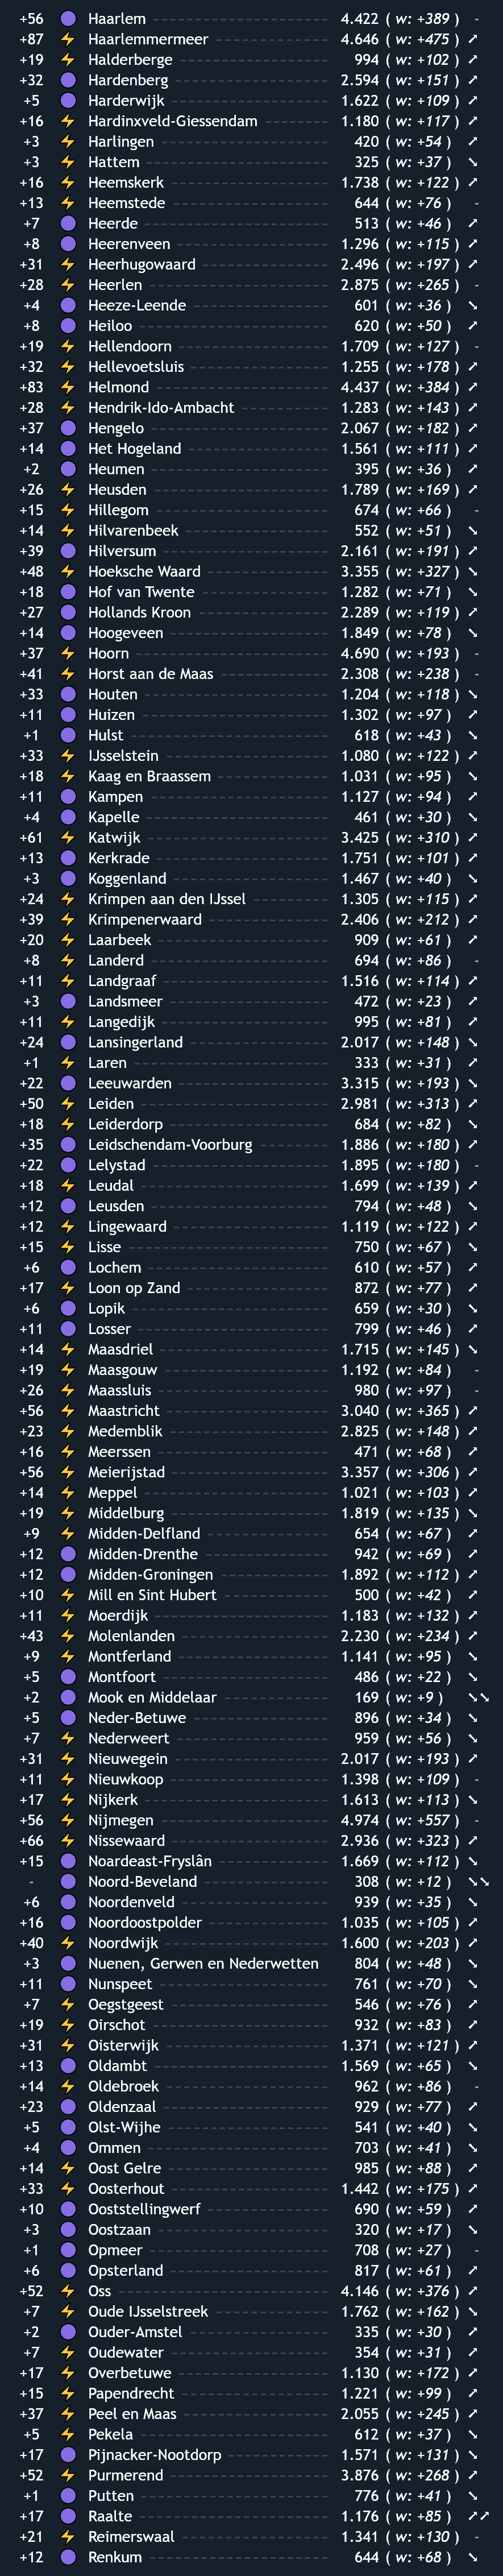 +56 Haarlem 4.422 ( w: +389 ) -
+87 Haarlemmermeer 4.646 ( w: +475 ) ↗
+19 Halderberge 994 ( w: +102 ) ↗
+32 Hardenberg 2.594 ( w: +151 ) ↗
+5 Harderwijk 1.622 ( w: +109 ) ↗
+16 Hardinxveld-Giessendam 1.180 ( w: +117 ) ↗
+3 Harlingen 420 ( w: +54 ) ↗
+3 Hattem 325 ( w: +37 ) ↘
+16 Heemskerk 1.738 ( w: +122 ) ↗
+13 Heemstede 644 ( w: +76 ) -
+7 Heerde 513 ( w: +46 ) ↗
+8 Heerenveen 1.296 ( w: +115 ) ↗
+31 Heerhugowaard 2.496 ( w: +197 ) ↗
+28 Heerlen 2.875 ( w: +265 ) -
+4 Heeze-Leende 601 ( w: +36 ) ↘
+8 Heiloo 620 ( w: +50 ) ↗
+19 Hellendoorn 1.709 ( w: +127 ) -
+32 Hellevoetsluis 1.255 ( w: +178 ) ↗
+83 Helmond 4.437 ( w: +384 ) ↗
+28 Hendrik-Ido-Ambacht 1.283 ( w: +143 ) ↗
+37 Hengelo 2.067 ( w: +182 ) ↗
+14 Het Hogeland 1.561 ( w: +111 ) ↗
+2 Heumen 395 ( w: +36 ) ↗
+26 Heusden 1.789 ( w: +169 ) ↗
+15 Hillegom 674 ( w: +66 ) -
+14 Hilvarenbeek 552 ( w: +51 ) ↘
+39 Hilversum 2.161 ( w: +191 ) ↗
+48 Hoeksche Waard 3.355 ( w: +327 ) ↘
+18 Hof van Twente 1.282 ( w: +71 ) ↘
+27 Hollands Kroon 2.289 ( w: +119 ) ↗
+14 Hoogeveen 1.849 ( w: +78 ) ↘
+37 Hoorn 4.690 ( w: +193 ) -
+41 Horst aan de Maas 2.308 ( w: +238 ) -
+33 Houten 1.204 ( w: +118 ) ↘
+11 Huizen 1.302 ( w: +97 ) ↗
+1 Hulst 618 ( w: +43 ) ↘
+33 IJsselstein 1.080 ( w: +122 ) ↗
+18 Kaag en Braassem 1.031 ( w: +95 ) ↘
+11 Kampen 1.127 ( w: +94 ) ↗
+4 Kapelle 461 ( w: +30 ) ↘
+61 Katwijk 3.425 ( w: +310 ) ↗
+13 Kerkrade 1.751 ( w: +101 ) ↗
+3 Koggenland 1.467 ( w: +40 ) ↘
+24 Krimpen aan den IJssel 1.305 ( w: +115 ) ↗
+39 Krimpenerwaard 2.406 ( w: +212 ) ↗
+20 Laarbeek 909 ( w: +61 ) ↗
+8 Landerd 694 ( w: +86 ) -
+11 Landgraaf 1.516 ( w: +114 ) ↗
+3 Landsmeer 472 ( w: +23 ) ↗
+11 Langedijk 995 ( w: +81 ) ↗
+24 Lansingerland 2.017 ( w: +148 ) ↘
+1 Laren 333 ( w: +31 ) ↗
+22 Leeuwarden 3.315 ( w: +193 ) ↘
+50 Leiden 2.981 ( w: +313 ) ↗
+18 Leiderdorp 684 ( w: +82 ) ↘
+35 Leidschendam-Voorburg 1.886 ( w: +180 ) ↗
+22 Lelystad 1.895 ( w: +180 ) -
+18 Leudal 1.699 ( w: +139 ) ↗
+12 Leusden 794 ( w: +48 ) ↘
+12 Lingewaard 1.119 ( w: +122 ) ↗
+15 Lisse 750 ( w: +67 ) ↘
+6 Lochem 610 ( w: +57 ) ↗
+17 Loon op Zand 872 ( w: +77 ) ↗
+6 Lopik 659 ( w: +30 ) ↘
+11 Losser 799 ( w: +46 ) ↗
+14 Maasdriel 1.715 ( w: +145 ) ↘
+19 Maasgouw 1.192 ( w: +84 ) -
+26 Maassluis 980 ( w: +97 ) -
+56 Maastricht 3.040 ( w: +365 ) ↗
+23 Medemblik 2.825 ( w: +148 ) ↗
+16 Meerssen 471 ( w: +68 ) ↗
+56 Meierijstad 3.357 ( w: +306 ) ↗
+14 Meppel 1.021 ( w: +103 ) ↗
+19 Middelburg 1.819 ( w: +135 ) ↘
+9 Midden-Delfland 654 ( w: +67 ) ↗
+12 Midden-Drenthe 942 ( w: +69 ) ↗
+12 Midden-Groningen 1.892 ( w: +112 ) ↗
+10 Mill en Sint Hubert 500 ( w: +42 ) ↗
+11 Moerdijk 1.183 ( w: +132 ) ↗
+43 Molenlanden 2.230 ( w: +234 ) ↗
+9 Montferland 1.141 ( w: +95 ) ↘
+5 Montfoort 486 ( w: +22 ) ↘
+2 Mook en Middelaar 169 ( w: +9 ) ↘↘
+5 Neder-Betuwe 896 ( w: +34 ) ↘
+7 Nederweert 959 ( w: +56 ) ↘
+31 Nieuwegein 2.017 ( w: +193 ) ↗
+11 Nieuwkoop 1.398 ( w: +109 ) -
+17 Nijkerk 1.613 ( w: +113 ) ↘
+56 Nijmegen 4.974 ( w: +557 ) -
+66 Nissewaard 2.936 ( w: +323 ) ↗
+15 Noardeast-Fryslân 1.669 ( w: +112 ) ↘
- Noord-Beveland 308 ( w: +12 ) ↘↘
+6 Noordenveld 939 ( w: +35 ) ↘
+16 Noordoostpolder 1.035 ( w: +105 ) ↗
+40 Noordwijk 1.600 ( w: +203 ) ↗
+3 Nuenen, Gerwen en Nederwetten 804 ( w: +48 ) ↘
+11 Nunspeet 761 ( w: +70 ) ↘
+7 Oegstgeest 546 ( w: +76 ) ↗
+19 Oirschot 932 ( w: +83 ) ↗
+31 Oisterwijk 1.371 ( w: +121 ) ↗
+13 Oldambt 1.569 ( w: +65 ) ↘
+14 Oldebroek 962 ( w: +86 ) -
+23 Oldenzaal 929 ( w: +77 ) ↗
+5 Olst-Wijhe 541 ( w: +40 ) ↘
+4 Ommen 703 ( w: +41 ) ↘
+14 Oost Gelre 985 ( w: +88 ) ↗
+33 Oosterhout 1.442 ( w: +175 ) ↗
+10 Ooststellingwerf 690 ( w: +59 ) ↗
+3 Oostzaan 320 ( w: +17 ) ↘
+1 Opmeer 708 ( w: +27 ) -
+6 Opsterland 817 ( w: +61 ) ↗
+52 Oss 4.146 ( w: +376 ) ↗
+7 Oude IJsselstreek 1.762 ( w: +162 ) ↘
+2 Ouder-Amstel 335 ( w: +30 ) ↗
+7 Oudewater 354 ( w: +31 ) ↗
+17 Overbetuwe 1.130 ( w: +172 ) ↗
+15 Papendrecht 1.221 ( w: +99 ) ↗
+37 Peel en Maas 2.055 ( w: +245 ) ↗
+5 Pekela 612 ( w: +37 ) ↘
+17 Pijnacker-Nootdorp 1.571 ( w: +131 ) ↘
+52 Purmerend 3.876 ( w: +268 ) ↗
+1 Putten 776 ( w: +41 ) ↘
+17 Raalte 1.176 ( w: +85 ) ↗↗
+21 Reimerswaal 1.341 ( w: +130 ) -
+12 Renkum 644 ( w: +68 ) ↘